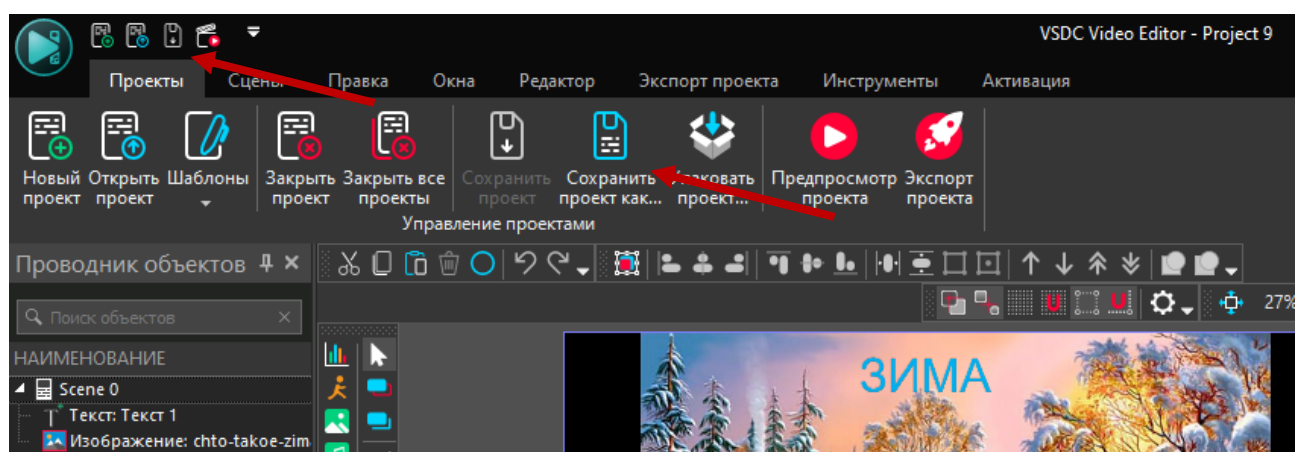 VSDC Video Editor - Project 9
Проекты Сцены Правка Окна Редактор Экспорт проекта Инструменты Активация
Новый Открыть Шаблоны Закрыть Закрыть все Сохранить Сохранить Упаковать Предпросмотр Экспорт
проект проект проект проекты проект проект как... проект... проекта проекта
Управление проектами
Проводник объектов
Поиск объектов
27%
НАИМЕНОВАНИЕ
ЗИМА
Scene 0
Текст: Текст 1
Изображение: chto-takoe-zim